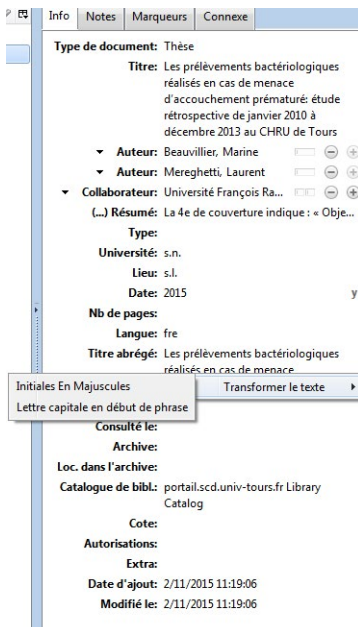 Info Notes Marqueurs Connexe
Type de document: Thèse
Titre: Les prélèvements bactériologiques
réalisés en cas de menace
d'accouchement prématuré: étude
rétrospective de janvier 2010 à
décembre 2013 au CHRU de Tours
Auteur: Beauvillier, Marine
Auteur: Mereghetti, Laurent
Collaborateur: Université François Ra...
(...) Résumé: La 4e de couverture indique : « Obje...
Type:
Université: s.n.
Lieu: s.l.
Date: 2015 y
Nb de pages:
Langue: fre
Titre abrégé: Les prélèvements bactériologiques
réalisés en cas de menace
Initiales En Majuscules Transformer le texte
Lettre capitale en début de phrase
Consulté le:
Archive:
Loc. dans l'archive:
Catalogue de bibl.: portail.scd.univ-tours.fr Library
Catalog
Cote:
Autorisations:
Extra:
Date d'ajout: 2/11/2015 11:19:06
Modifié le: 2/11/2015 11:19:06